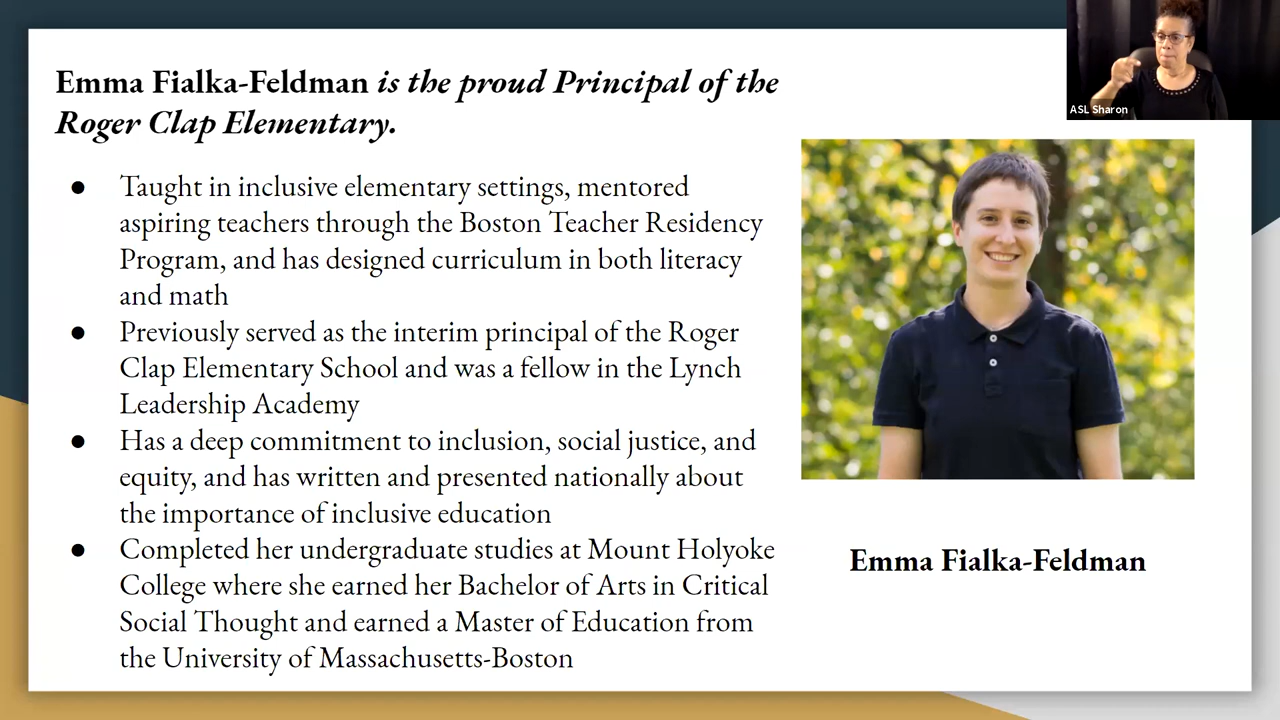 Emma Fialka-Feldman is the proud Principal of the
Roger Clap Elementary.
● Taught in inclusive elementary settings, mentored
aspiring teachers through the Boston Teacher Residency
Program, and has designed curriculum in both literacy
and math
● Previously served as the interim principal of the Roger
Clap Elementary School and was a fellow in the Lynch
Leadership Academy
● Has a deep commitment to inclusion, social justice, and
equity, and has written and presented nationally about
the importance of inclusive education
● Completed her undergraduate studies at Mount Holyoke
College where she earned her Bachelor of Arts in Critical
Social Thought and earned a Master of Education from
the University of Massachusetts-Boston
ASL Sharon
Emma Fialka-Feldman